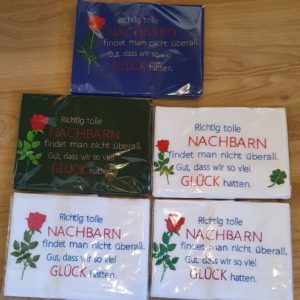 Richtig tolle
NACHBARN
findet man nicht überall.
Gut, dass wir so viel
GLÜCK hatten.
Richtig tolle
NACHBARN
findet man nicht überall.
Gut, dass wir so viel
GLÜCK hatten.
Richtig tolle
NACHBARN
findet man nicht überall.
Gut, dass wir so viel
GLÜCK hatten.
Richtig tolle
NACHBARN
findet man nicht überall.
Gut, dass wir so viel
GLÜCK hatten.
Richtig tolle
NACHBARN
findet man nicht überall.
Gut, dass wir so viel
GLÜCK hatten.